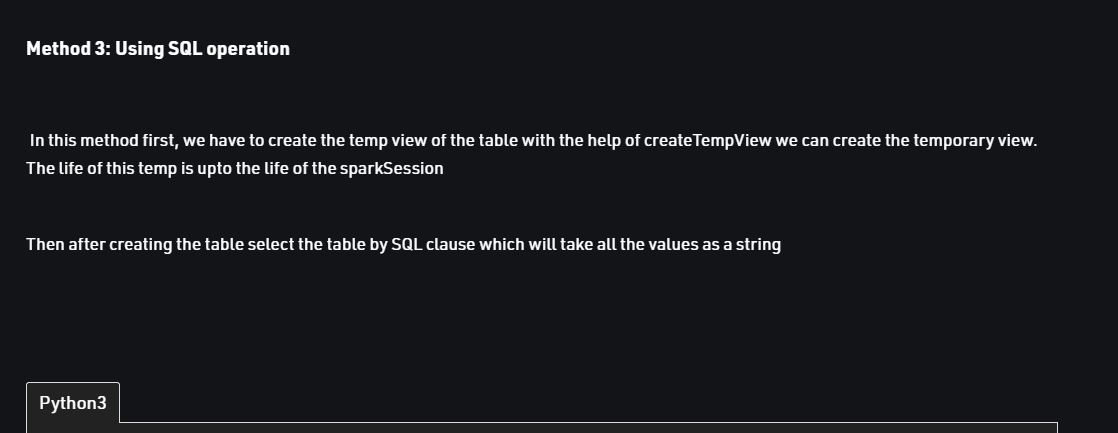 Method 3: Using SQL operation
In this method first, we have to create the temp view of the table with the help of createTempView we can create the temporary view.
The life of this temp is upto the life of the sparkSession
Then after creating the table select the table by SQL clause which will take all the values as a string
Python3